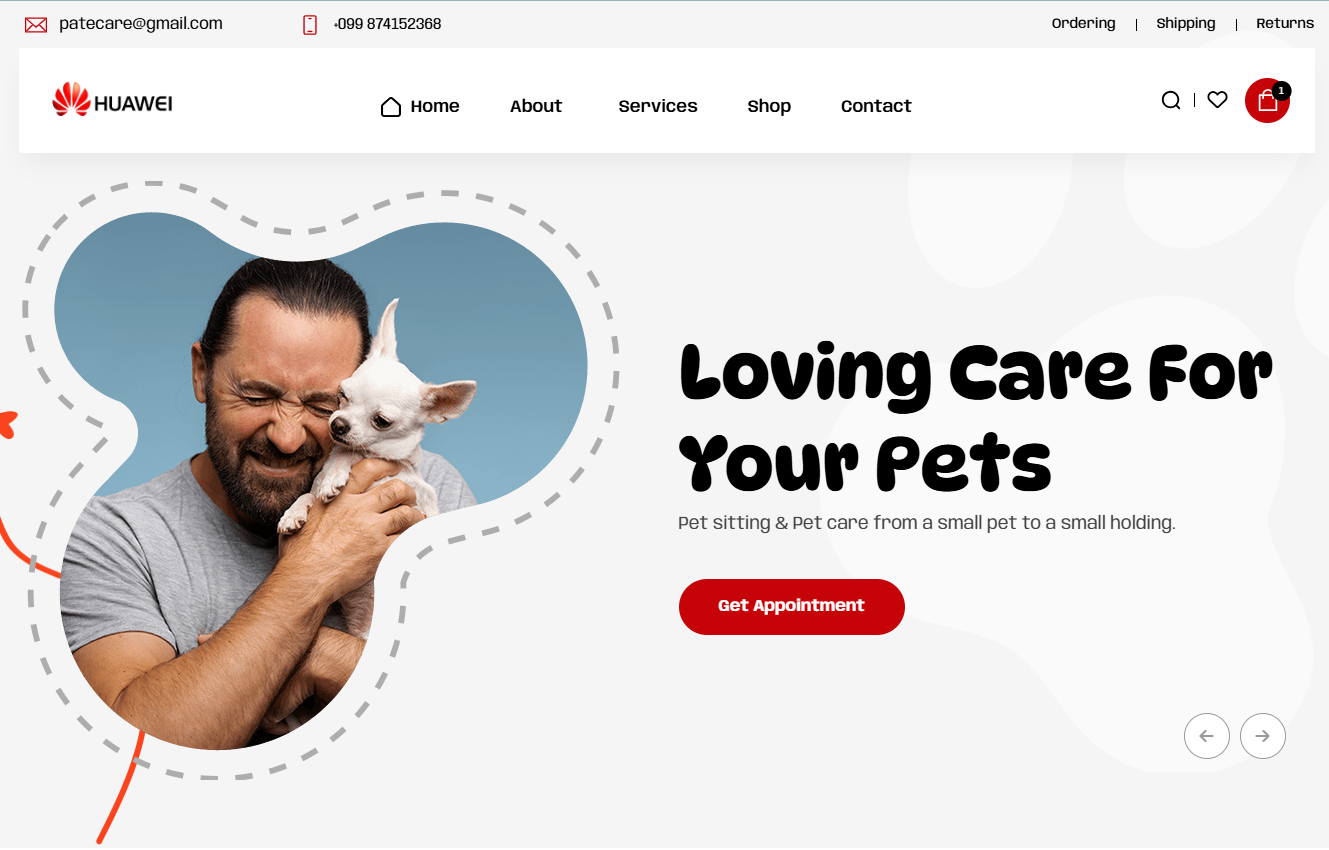 patecare@gmail.com
+099 874152368
Ordering | Shipping | Returns
HUAWEI
Home About Services Shop Contact
1
Loving Care For
Your Pets
Pet sitting & Pet care from a small pet to a small holding.
Get Appointment